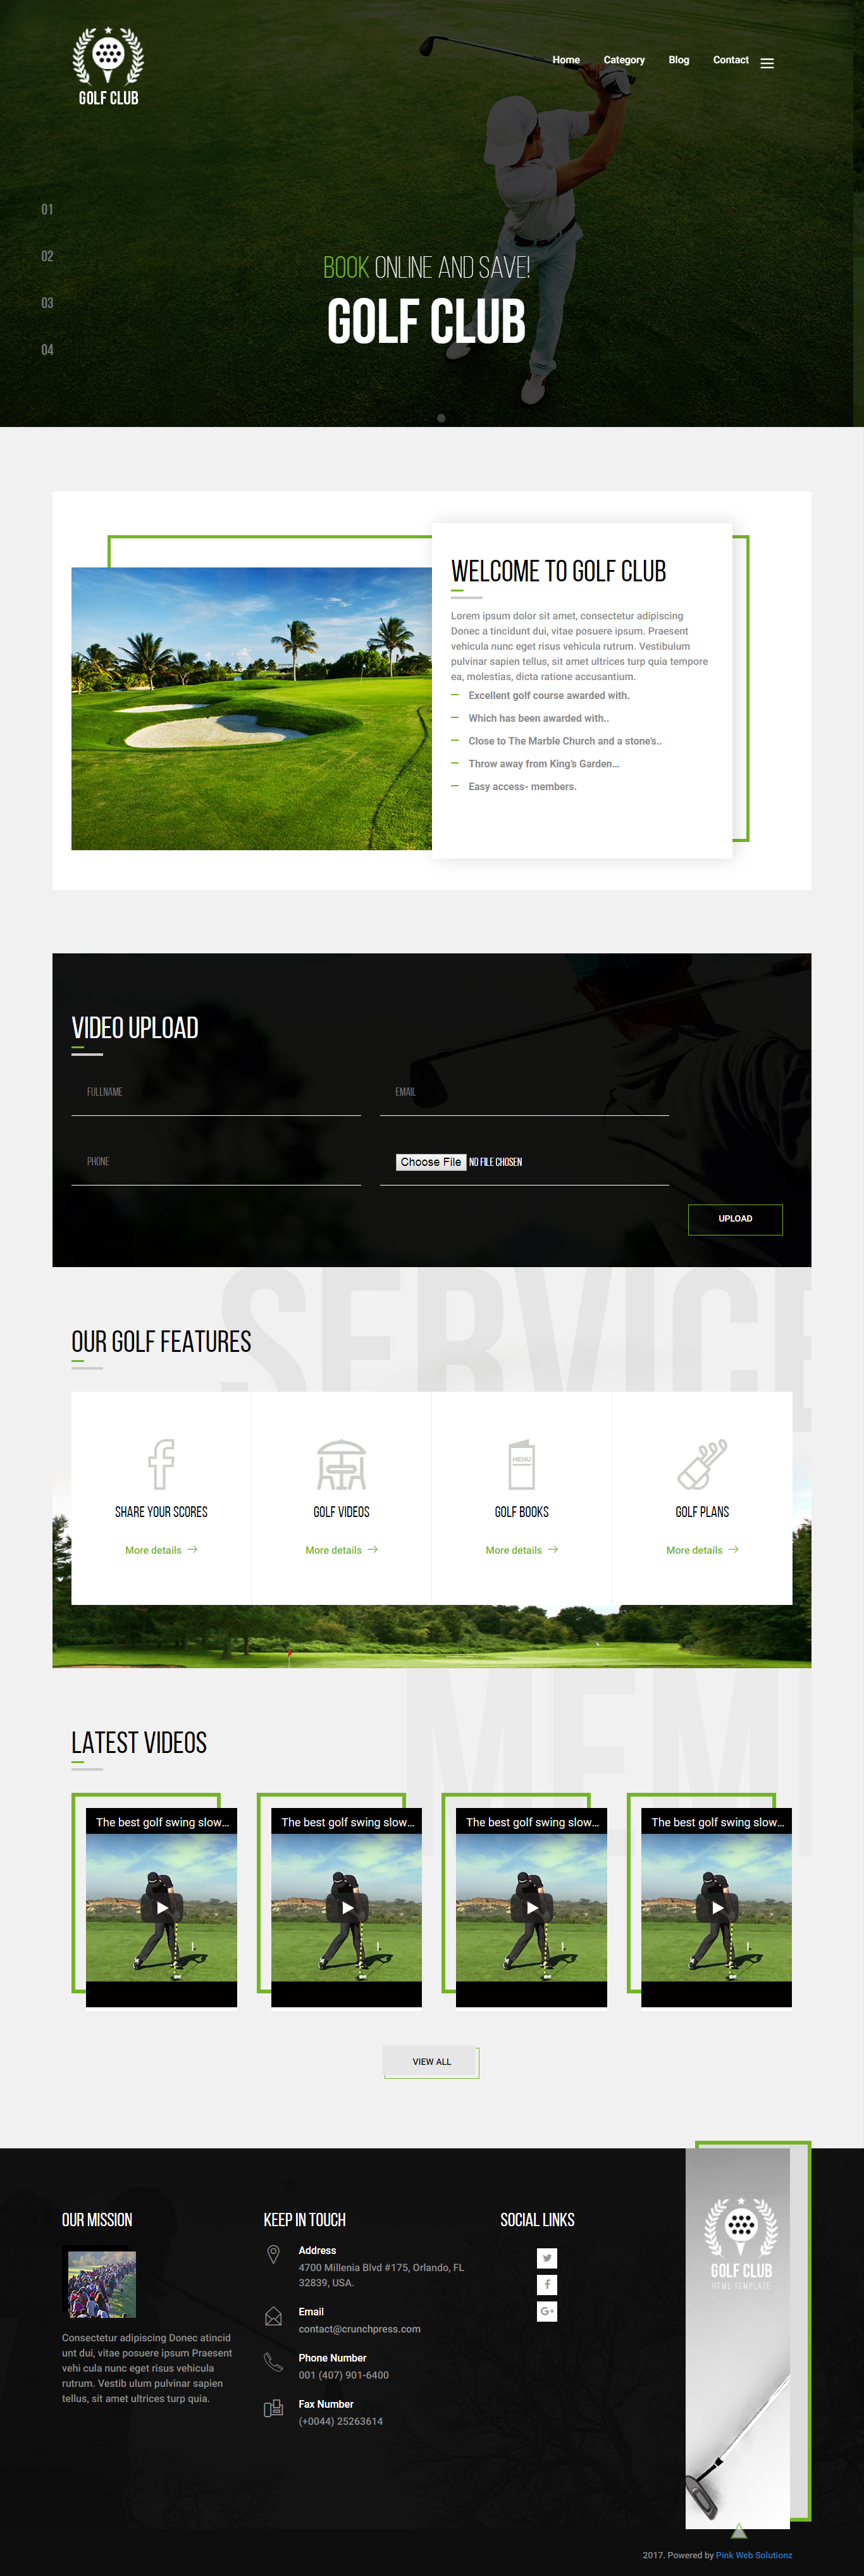 GOLF CLUB
Home Category Blog Contact
01
02
03
04
BOOK ONLINE AND SAVE!
GOLF CLUB
WELCOME TO GOLF CLUB
Lorem ipsum dolor sit amet, consectetur adipiscing
Donec a tincidunt dui, vitae posuere ipsum. Praesent
vehicula nunc eget risus vehicula rutrum. Vestibulum
pulvinar sapien tellus, sit amet ultrices turp quia tempore
ea, molestias, dicta ratione accusantium.
Excellent golf course awarded with.
Which has been awarded with..
Close to The Marble Church and a stone's..
Throw away from King's Garden...
Easy access- members.
VIDEO UPLOAD
FULLNAME
EMAIL
PHONE
Choose File NO FILE CHOSEN
UPLOAD
SERVICE
OUR GOLF FEATURES
MENU
SHARE YOUR SCORES
GOLF VIDEOS
GOLF BOOKS
GOLF PLANS
More details
More details
More details
More details
MEM
LATEST VIDEOS
The best golf swing slow...
The best golf swing slow...
The best golf swing slow...
The best golf swing slow...
VIEW ALL
OUR MISSION
Consectetur adipiscing Donec atincid
unt dui, vitae posuere ipsum Praesent
vehi cula nunc eget risus vehicula
rutrum. Vestib ulum pulvinar sapien
tellus, sit amet ultrices turp quia.
KEEP IN TOUCH
Address
4700 Millenia Blvd #175, Orlando, FL
32839, USA.
Email
contact@crunchpress.com
Phone Number
001 (407) 901-6400
Fax Number
(+0044) 25263614
SOCIAL LINKS
G+
GOLF CLUB
HTML TEMPLATE
2017. Powered by Pink Web Solutionz